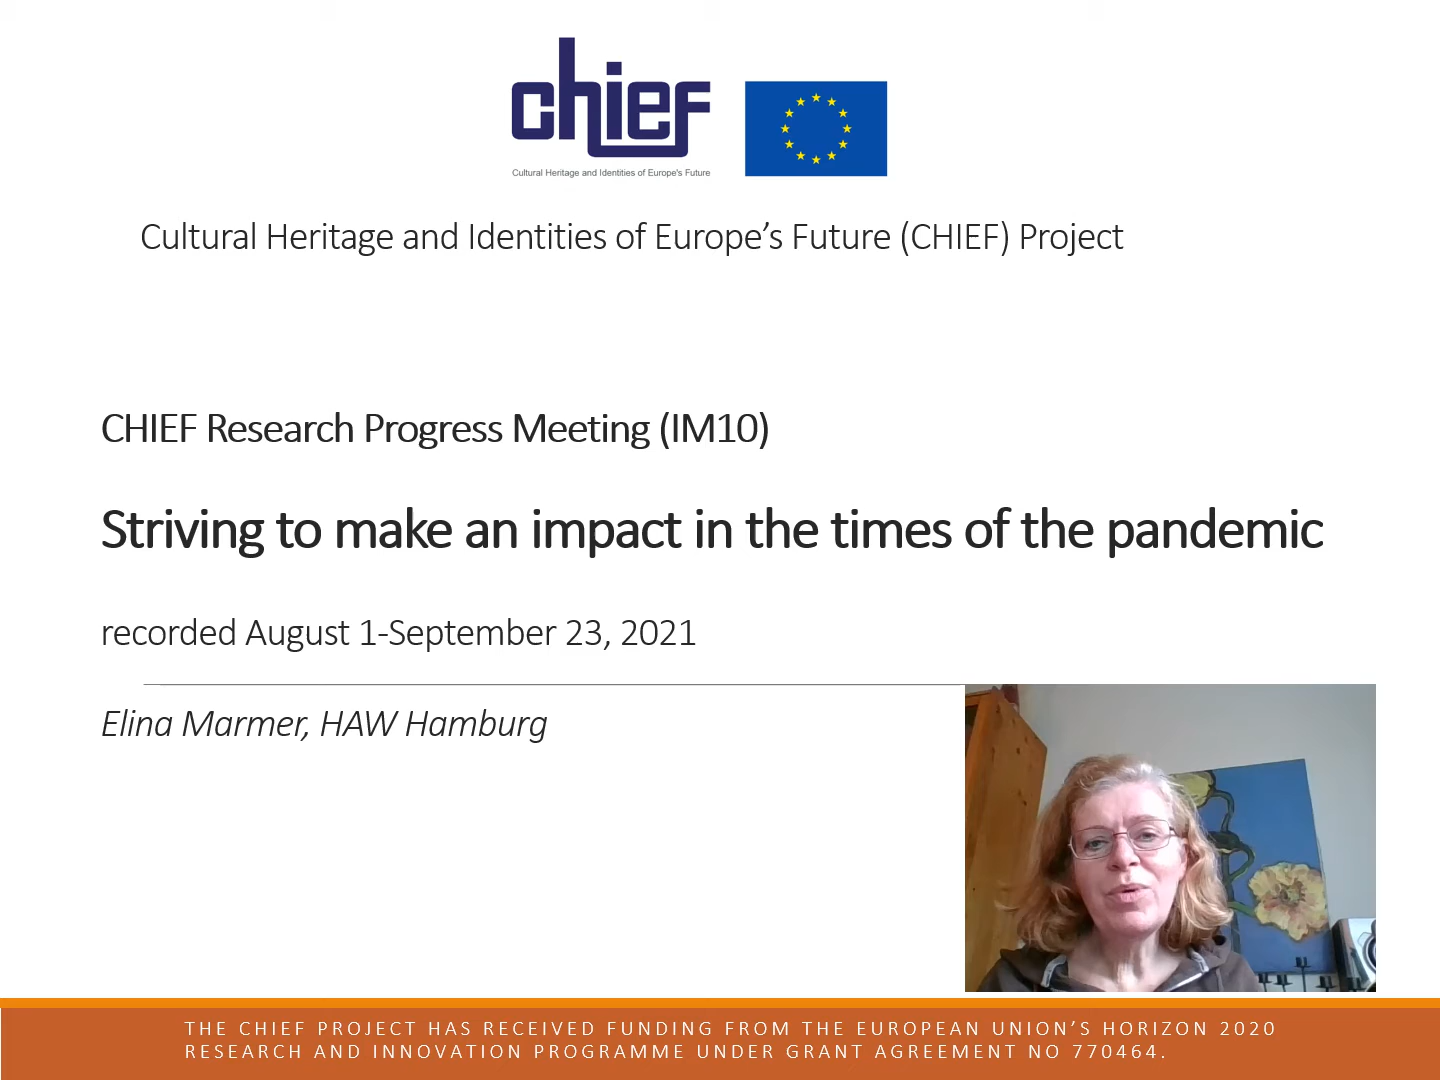 chief
Cultural Heritage and Identities of Europe's Future
Cultural Heritage and Identities of Europe’s Future (CHIEF) Project
CHIEF Research Progress Meeting (IM10)
Striving to make an impact in the times of the pandemic
recorded August 1-September 23, 2021
Elina Marmer, HAW Hamburg
THE CHIEF PROJECT HAS RECEIVED FUNDING FROM THE EUROPEAN UNION’S HORIZON 2020
RESEARCH AND INNOVATION PROGRAMME UNDER GRANT AGREEMENT NO 770464.